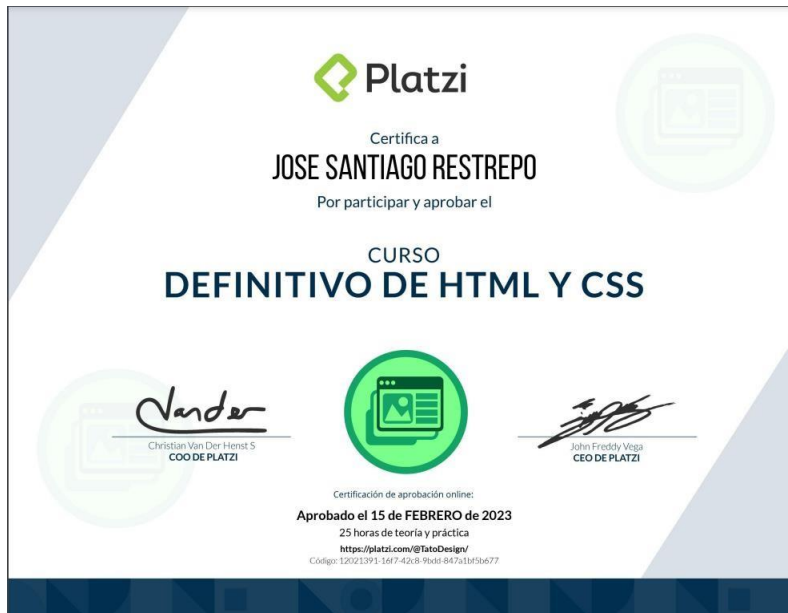 Platzi
Certifica a
JOSE SANTIAGO RESTREPO
Por participar y aprobar el
CURSO
DEFINITIVO DE HTML Y CSS
Vander
Christian Van Der Henst S
COO DE PLATZI
John Freddy Vega
CEO DE PLATZI
Certificación de aprobación online:
Aprobado el 15 de FEBRERO de 2023
25 horas de teoría y práctica
https://platzi.com/@TatoDesign/
Código: 12021391-16f7-42c8-9bdd-847a1bf5b677